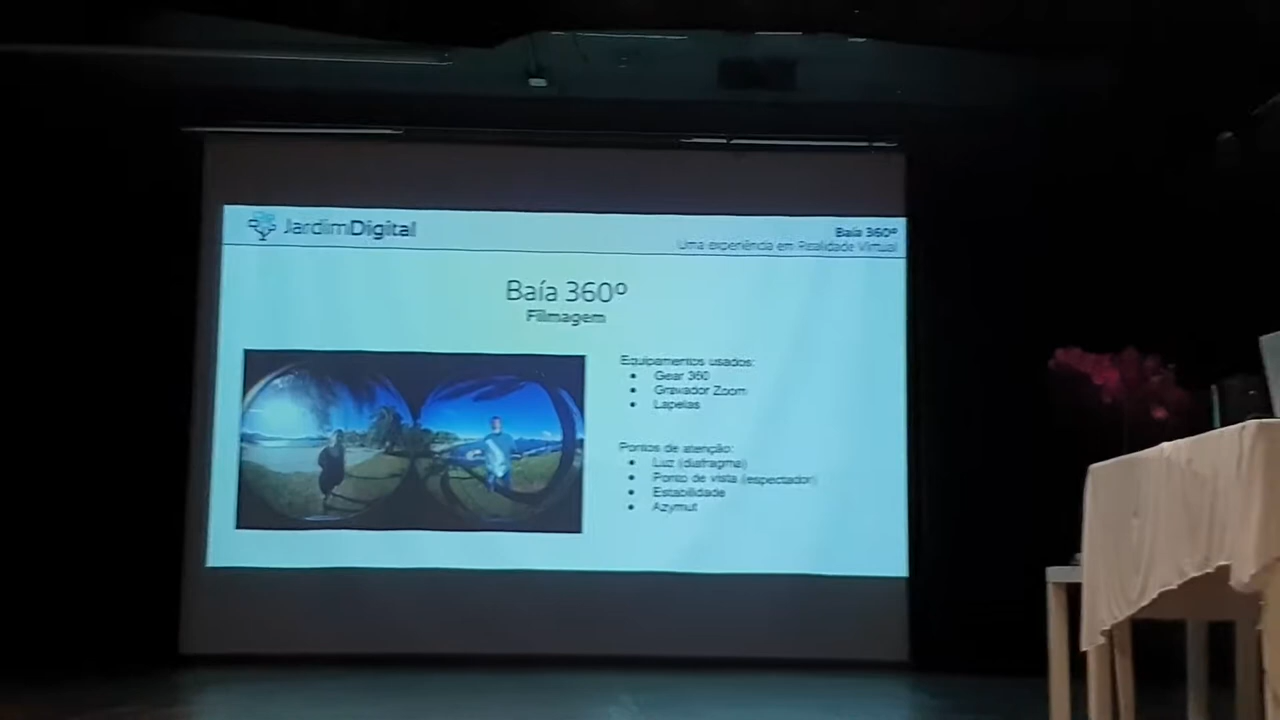 JardimDigital
Baía 360º
Uma experiência em Realidade Virtual
Baía 360º
Filmagem
Equipamentos usados:
• Gear 360
• Gravador Zoom
• Lapelas
Pontos de atenção:
• Luz (diafragma)
• Ponto de vista (espectador)
• Estabilidade
• Azymut